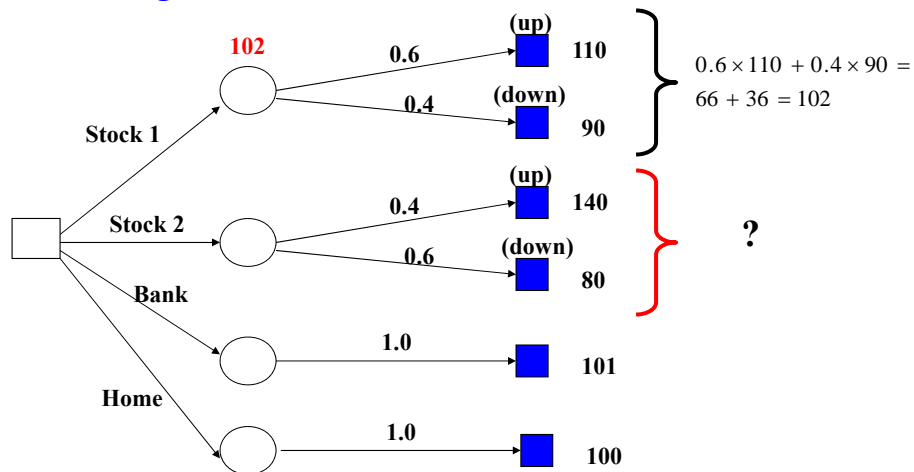 (up)
102
0.6
110
0.6 × 110 + 0.4 × 90 =
66 + 36 = 102
(down)
0.4
90
Stock 1
(up)
0.4
140
Stock 2
(down)
0.6
80
?
Bank
1.0
101
Home
1.0
100